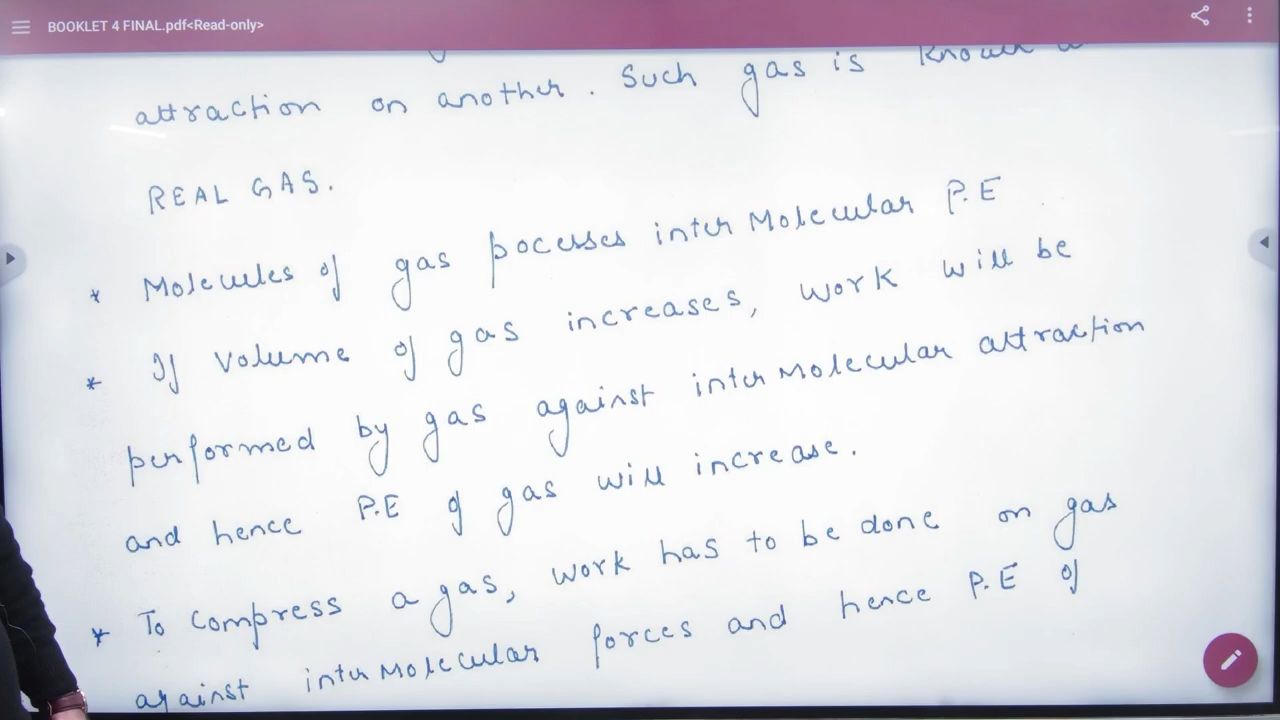 BOOKLET 4 FINAL.pdf<Read-only>
attraction on another. Such gas is known
REAL GAS.
* Molecules of gas pocesses inter Molecular P.E
* If volume of gas increases, work will be
performed by gas against inter Molecular attraction
and hence P.E of gas will increase.
* To compress a gas, work has to be done on gas
against inter Molecular forces and hence P.E of